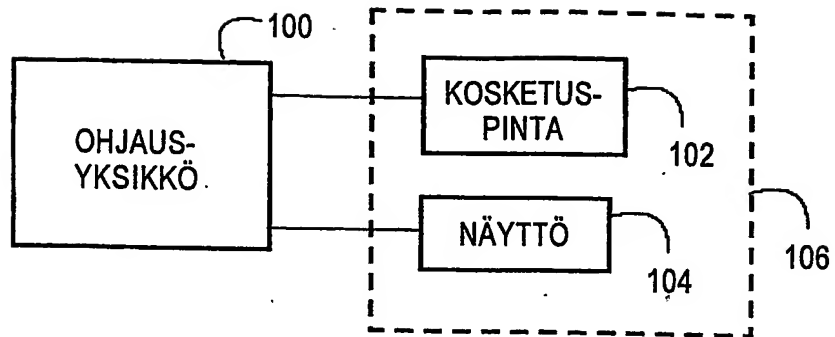 100
OHJAUS-
YKSIKKÖ
KOSKETUS-
PINTA
102
NÄYTTÖ
104
106